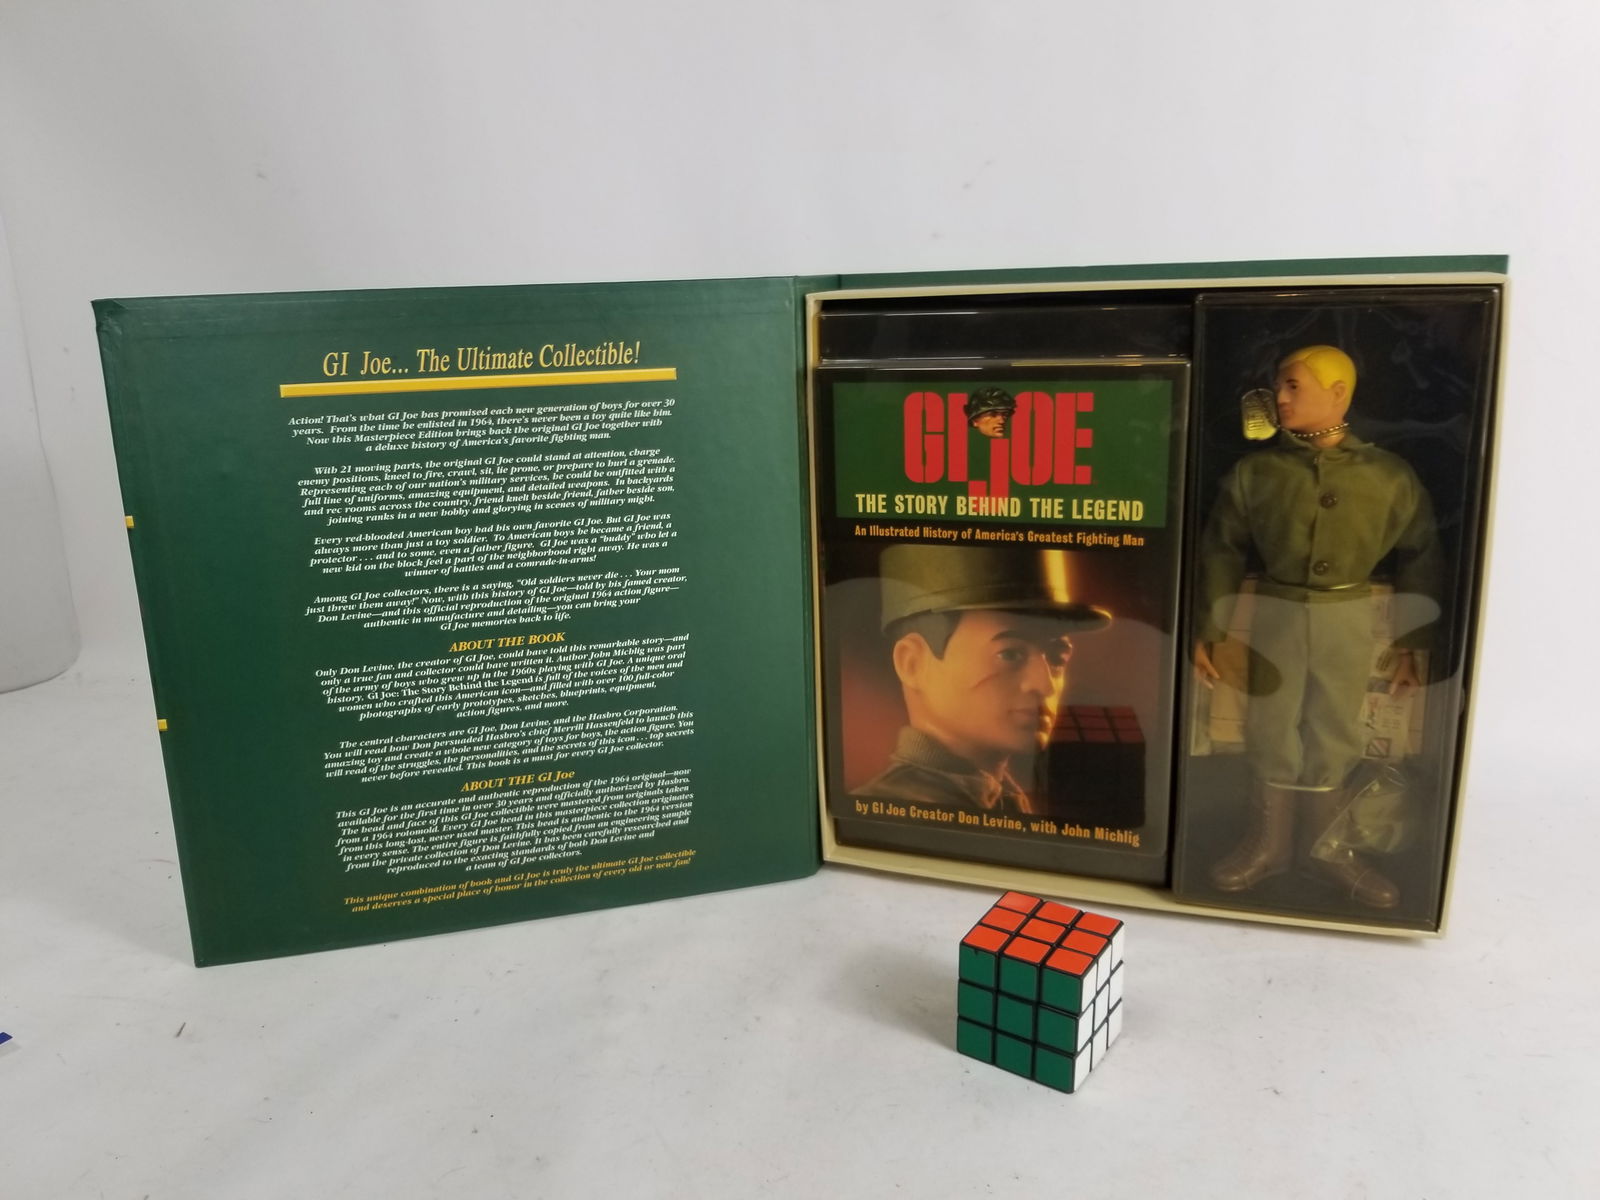 GI Joe... The Ultimate Collectible!
Action! That's what GI Joe has promised each new generation of boys for over 30
years. From the time he enlisted in 1964, there's never been a toy quite like him.
Now this Masterpiece Edition brings back the original GI Joe together with
a deluxe history of America's favorite fighting man.
With 21 moving parts, the original GI Joe could stand at attention, charge
enemy positions, kneel to fire, crawl, sit, lie prone, or prepare to hurl a grenade.
Representing each of our nation's military services, he could be outfitted with a
full line of uniforms, amazing equipment, and detailed weapons. In backyards
and rec rooms across the country, friend knelt beside friend, father beside son,
joining ranks in a new hobby and glorying in scenes of military might.
Every red-blooded American boy had his own favorite GI Joe. But GI Joe was
always more than just a toy soldier. To American boys he became a friend, a
protector . . . and to some, even a father figure. GI Joe was a "buddy" who let a
new kid on the block feel a part of the neighborhood right away. He was a
winner of battles and a comrade-in-arms!
Among GI Joe collectors, there is a saying, "Old soldiers never die . . . Your mom
just threw them away!" Now, with this history of GI Joe—told by his famed creator,
Don Levine—and this official reproduction of the original 1964 action figure—
authentic in manufacture and detailing—you can bring your
GI Joe memories back to life.
ABOUT THE BOOK
Only Don Levine, the creator of GI Joe, could have told this remarkable story—and
only a true fan and collector could have written it. Author John Michlig was part
of the army of boys who grew up in the 1960s playing with GI Joe. A unique oral
history, GI Joe: The Story Behind the Legend is full of the voices of the men and
women who crafted this American icon—and filled with over 100 full-color
photographs of early prototypes, sketches, blueprints, equipment,
action figures, and more.
The central characters are GI Joe, Don Levine, and the Hasbro Corporation.
You will read how Don persuaded Hasbro's chief Merrill Hassenfeld to launch this
amazing toy and create a whole new category of toys for boys, the action figure. You
will read of the struggles, the personalities, and the secrets of this icon . . . top secrets
never before revealed. This book is a must for every GI Joe collector.
ABOUT THE GI Joe
This GI Joe is an accurate and authentic reproduction of the 1964 original—now
available for the first time in over 30 years and officially authorized by Hasbro.
The head and face of this GI Joe collectible were mastered from originals taken
from a 1964 rotomold. Every GI Joe head in this masterpiece collection originates
from this long-lost, never used master. This head is authentic to the 1964 version
in every sense. The entire figure is faithfully copied from an engineering sample
from the private collection of Don Levine. It has been carefully researched and
reproduced to the exacting standards of both Don Levine and
a team of GI Joe collectors.
This unique combination of book and GI Joe is truly the ultimate GI Joe collectible
and deserves a special place of honor in the collection of every old or new fan!
GI JOE
THE STORY BEHIND THE LEGEND
An Illustrated History of America's Greatest Fighting Man
by GI Joe Creator Don Levine, with John Michlig